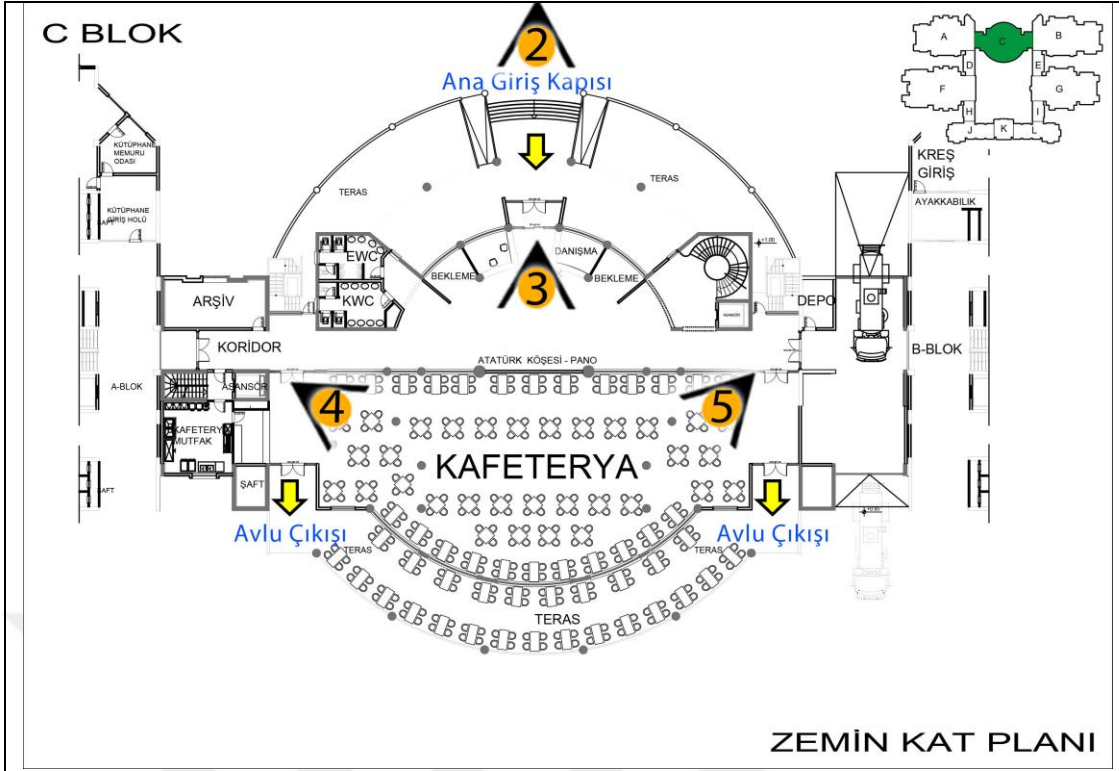 C BLOK
2
Ana Giriş Kapısı
A
C
B
D
E
F
G
H
I
J
K
L
KÜTÜPHANE
MEMURU
ODASI
KÜTÜPHANE
GİRİŞ HOLÜ
TERAS
TERAS
KREŞ
GİRİŞ
AYAKKABILIK
EWC
KWC
BEKLEME
3
DANIŞMA
BEKLEME
+1.00
ARŞİV
DEPO
KORİDOR
ATATÜRK KÖŞESİ - PANO
B-BLOK
A-BLOK
ASANSÖR
4
5
KAFETERYA
MUTFAK
KAFETERYA
ŞAFT
Avlu Çıkışı
Avlu Çıkışı
TERAS
TERAS
TERAS
ZEMİN KAT PLANI